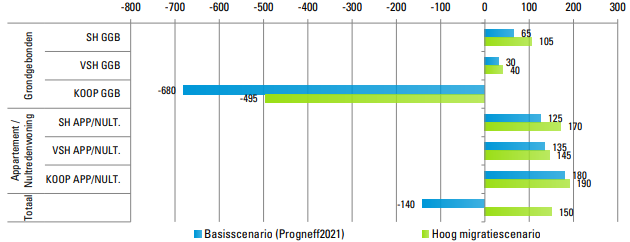 -800 -700 -600 -500 -400 -300 -200 -100 0 100 200 300
Grondgebonden
SH GGB
65
105
VSH GGB
30
40
KOOP GGB
-680
-495
Appartement /
Nultredenwoning
SH APP/NULT.
125
170
VSH APP/NULT.
135
145
KOOP APP/NULT.
180
190
Totaal
-140
150
Basisscenario (Progneff2021)
Hoog migratiescenario